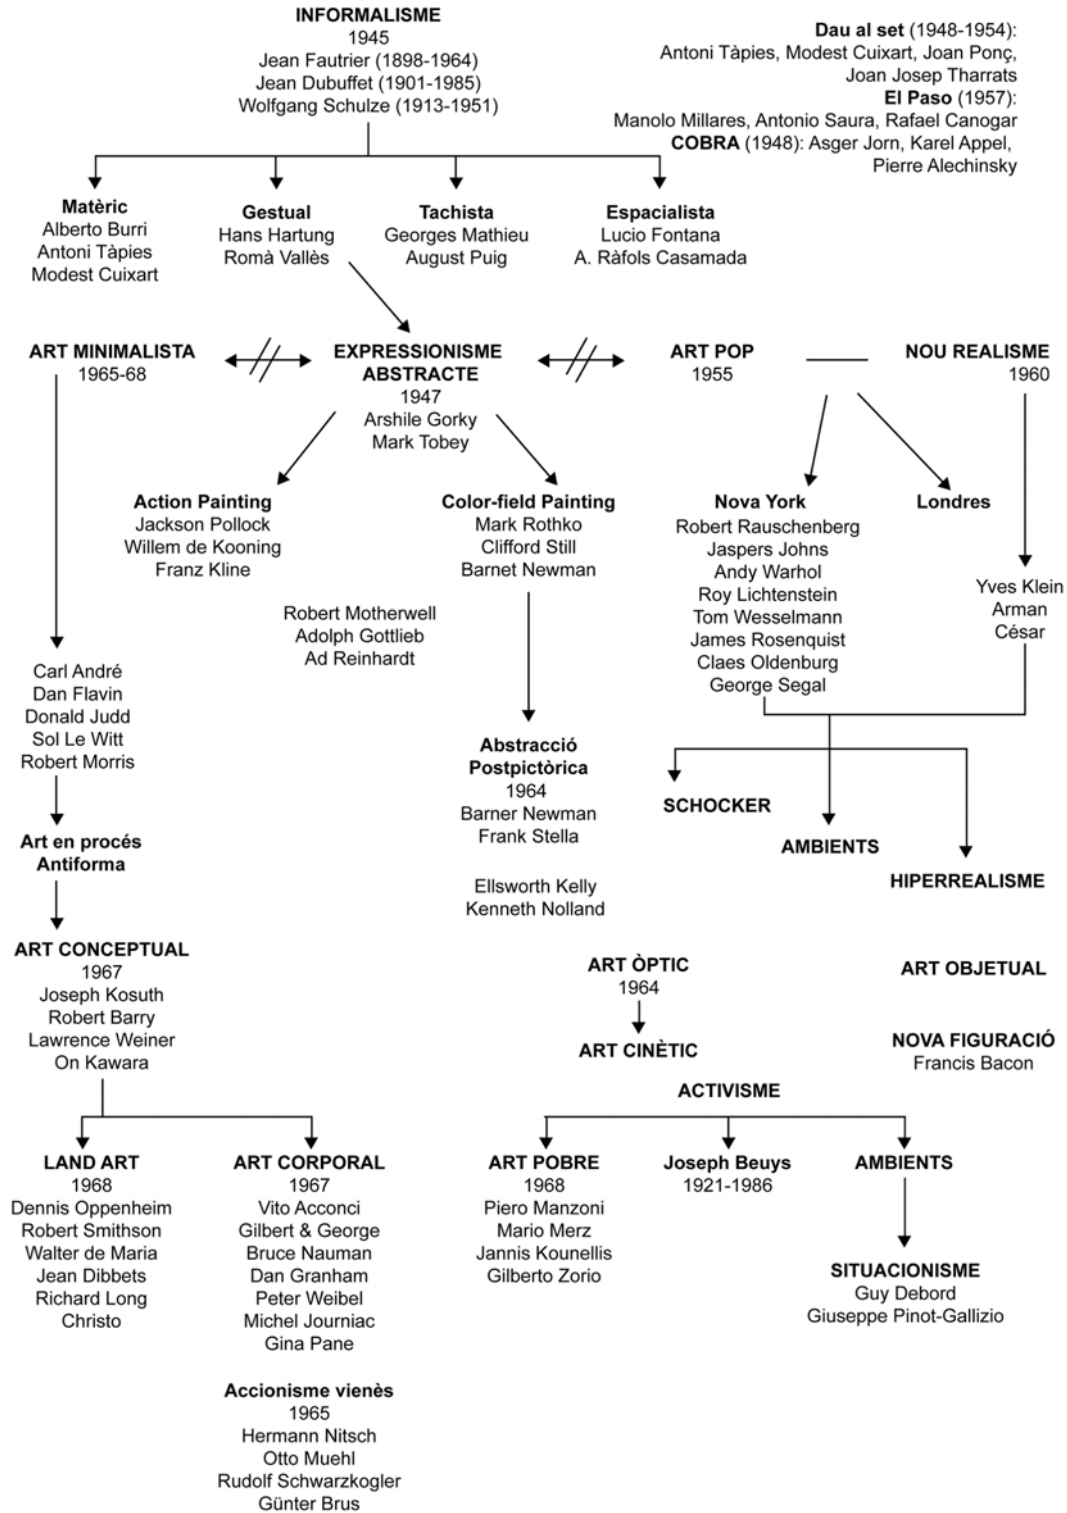 INFORMALISME
1945
Jean Fautrier (1898-1964)
Jean Dubuffet (1901-1985)
Wolfgang Schulze (1913-1951)
Dau al set (1948-1954):
Antoni Tàpies, Modest Cuixart, Joan Ponç,
Joan Josep Tharrats
El Paso (1957):
Manolo Millares, Antonio Saura, Rafael Canogar
COBRA (1948): Asger Jorn, Karel Appel,
Pierre Alechinsky
Matèric
Alberto Burri
Antoni Tàpies
Modest Cuixart
Gestual
Hans Hartung
Romà Vallès
Tachista
Georges Mathieu
August Puig
Espacialista
Lucio Fontana
A. Ràfols Casamada
ART MINIMALISTA
1965-68
EXPRESSIONISME
ABSTRACTE
1947
Arshile Gorky
Mark Tobey
ART POP
1955
NOU REALISME
1960
Action Painting
Jackson Pollock
Willem de Kooning
Franz Kline
Color-field Painting
Mark Rothko
Clifford Still
Barnet Newman
Robert Motherwell
Adolph Gottlieb
Ad Reinhardt
Nova York
Robert Rauschenberg
Jaspers Johns
Andy Warhol
Roy Lichtenstein
Tom Wesselmann
James Rosenquist
Claes Oldenburg
George Segal
Londres
Yves Klein
Arman
César
Carl André
Dan Flavin
Donald Judd
Sol Le Witt
Robert Morris
Abstracció
Postpictòrica
1964
Barner Newman
Frank Stella
Ellsworth Kelly
Kenneth Nolland
SCHOCKER
AMBIENTS
HIPERREALISME
Art en procés
Antiforma
ART CONCEPTUAL
1967
Joseph Kosuth
Robert Barry
Lawrence Weiner
On Kawara
ART ÒPTIC
1964
ART CINÈTIC
ART OBJETUAL
NOVA FIGURACIÓ
Francis Bacon
ACTIVISME
LAND ART
1968
Dennis Oppenheim
Robert Smithson
Walter de Maria
Jean Dibbets
Richard Long
Christo
ART CORPORAL
1967
Vito Acconci
Gilbert & George
Bruce Nauman
Dan Granham
Peter Weibel
Michel Journiac
Gina Pane
ART POBRE
1968
Piero Manzoni
Mario Merz
Jannis Kounellis
Gilberto Zorio
Joseph Beuys
1921-1986
AMBIENTS
SITUACIONISME
Guy Debord
Giuseppe Pinot-Gallizio
Accionisme vienès
1965
Hermann Nitsch
Otto Muehl
Rudolf Schwarzkogler
Günter Brus